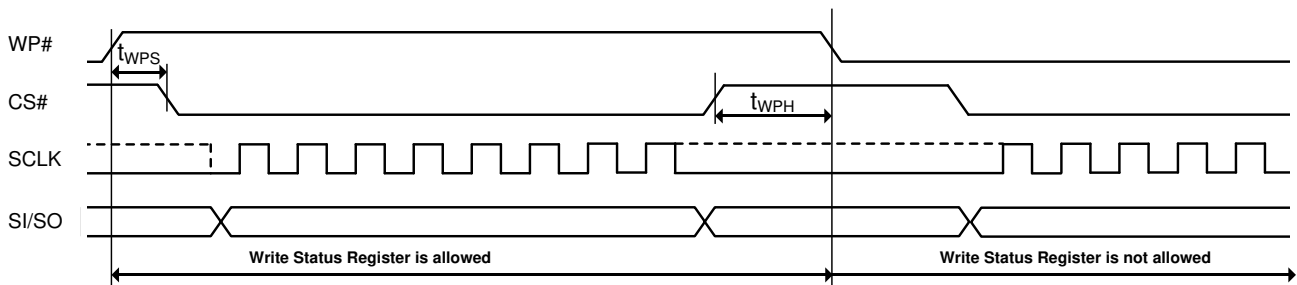 WP#
tWPS
CS#
tWPH
SCLK
SI/SO
Write Status Register is allowed
Write Status Register is not allowed